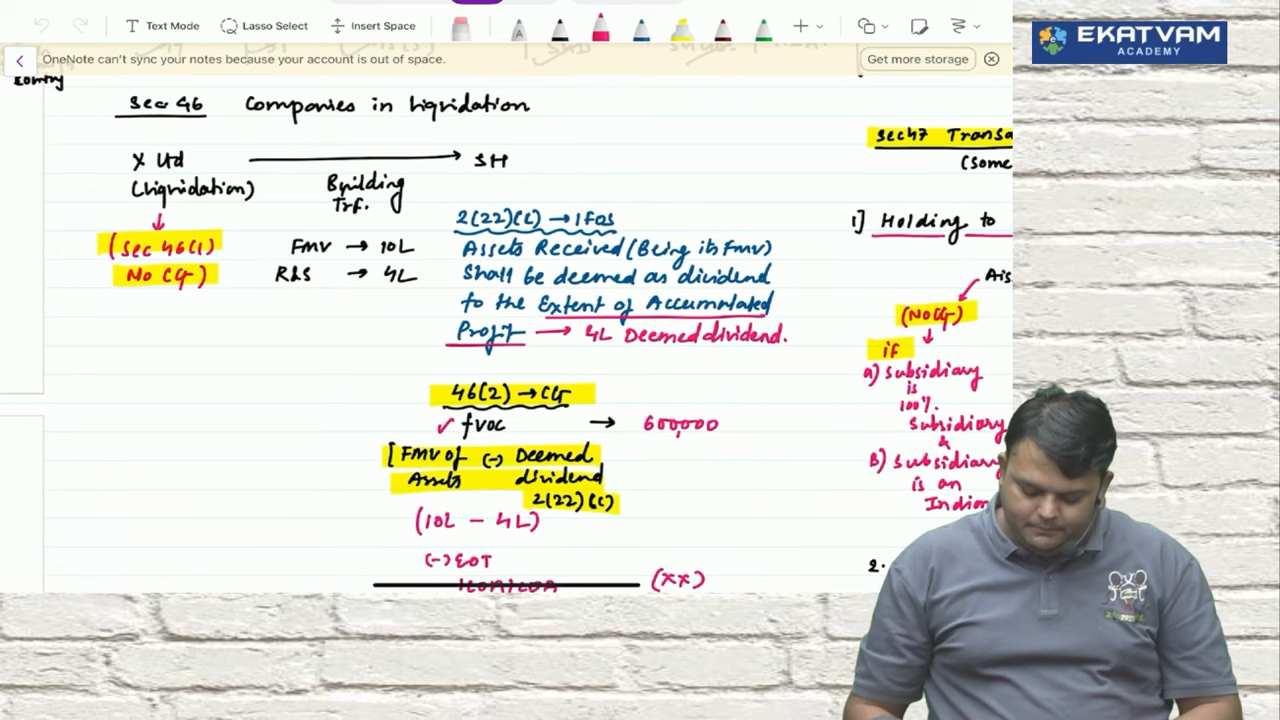 Text Mode
Lasso Select
Insert Space
OneNote can't sync your notes because your account is out of space.
Get more storage
EKATVAM
ACADEMY
Sec 46 Companies in liquidation
X Ltd
SH
(liquidation)
Building
Trf.
(Sec 46(1)
No CG)
FMV → 10L
R&S → 4L
2(22)(c) → IFOS
Assets Received (Being its FMV)
Shall be deemed as dividend
to the Extent of Accumulated
Profit → 4L Deemed dividend.
46(2) → CG
✓ fvoc → 600,000
[FMV of (-) Deemed
Assets dividend
2(22)(c)
(10L - 4L)
(-) EOT
(xx)
Sec 47 Transa
(Some
1] Holding to
(No CG)
if
a) Subsidiary
is
100%.
Subsidiary
&
B) Subsidiary
is an
Indian
2.